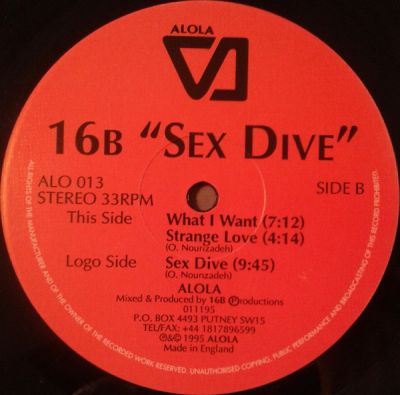 ALOLA
16B "SEX DIVE"
ALO 013
STEREO 33RPM
SIDE B
This Side What I Want (7:12)
Strange Love (4:14)
(O. Nounzadeh)
Logo Side Sex Dive (9:45)
(O. Nounzadeh)
ALOLA
Mixed & Produced by 16B ℗roductions
011195
P.O. BOX 4493 PUTNEY SW15
TEL/FAX: +44 1817896599
℗&© 1995 ALOLA
Made in England
ALL RIGHTS OF THE MANUFACTURER AND OF THE OWNER OF THE RECORDED WORK RESERVED. UNAUTHORISED COPYING, PUBLIC PERFORMANCE AND BROADCASTING OF THIS RECORD PROHIBITED.